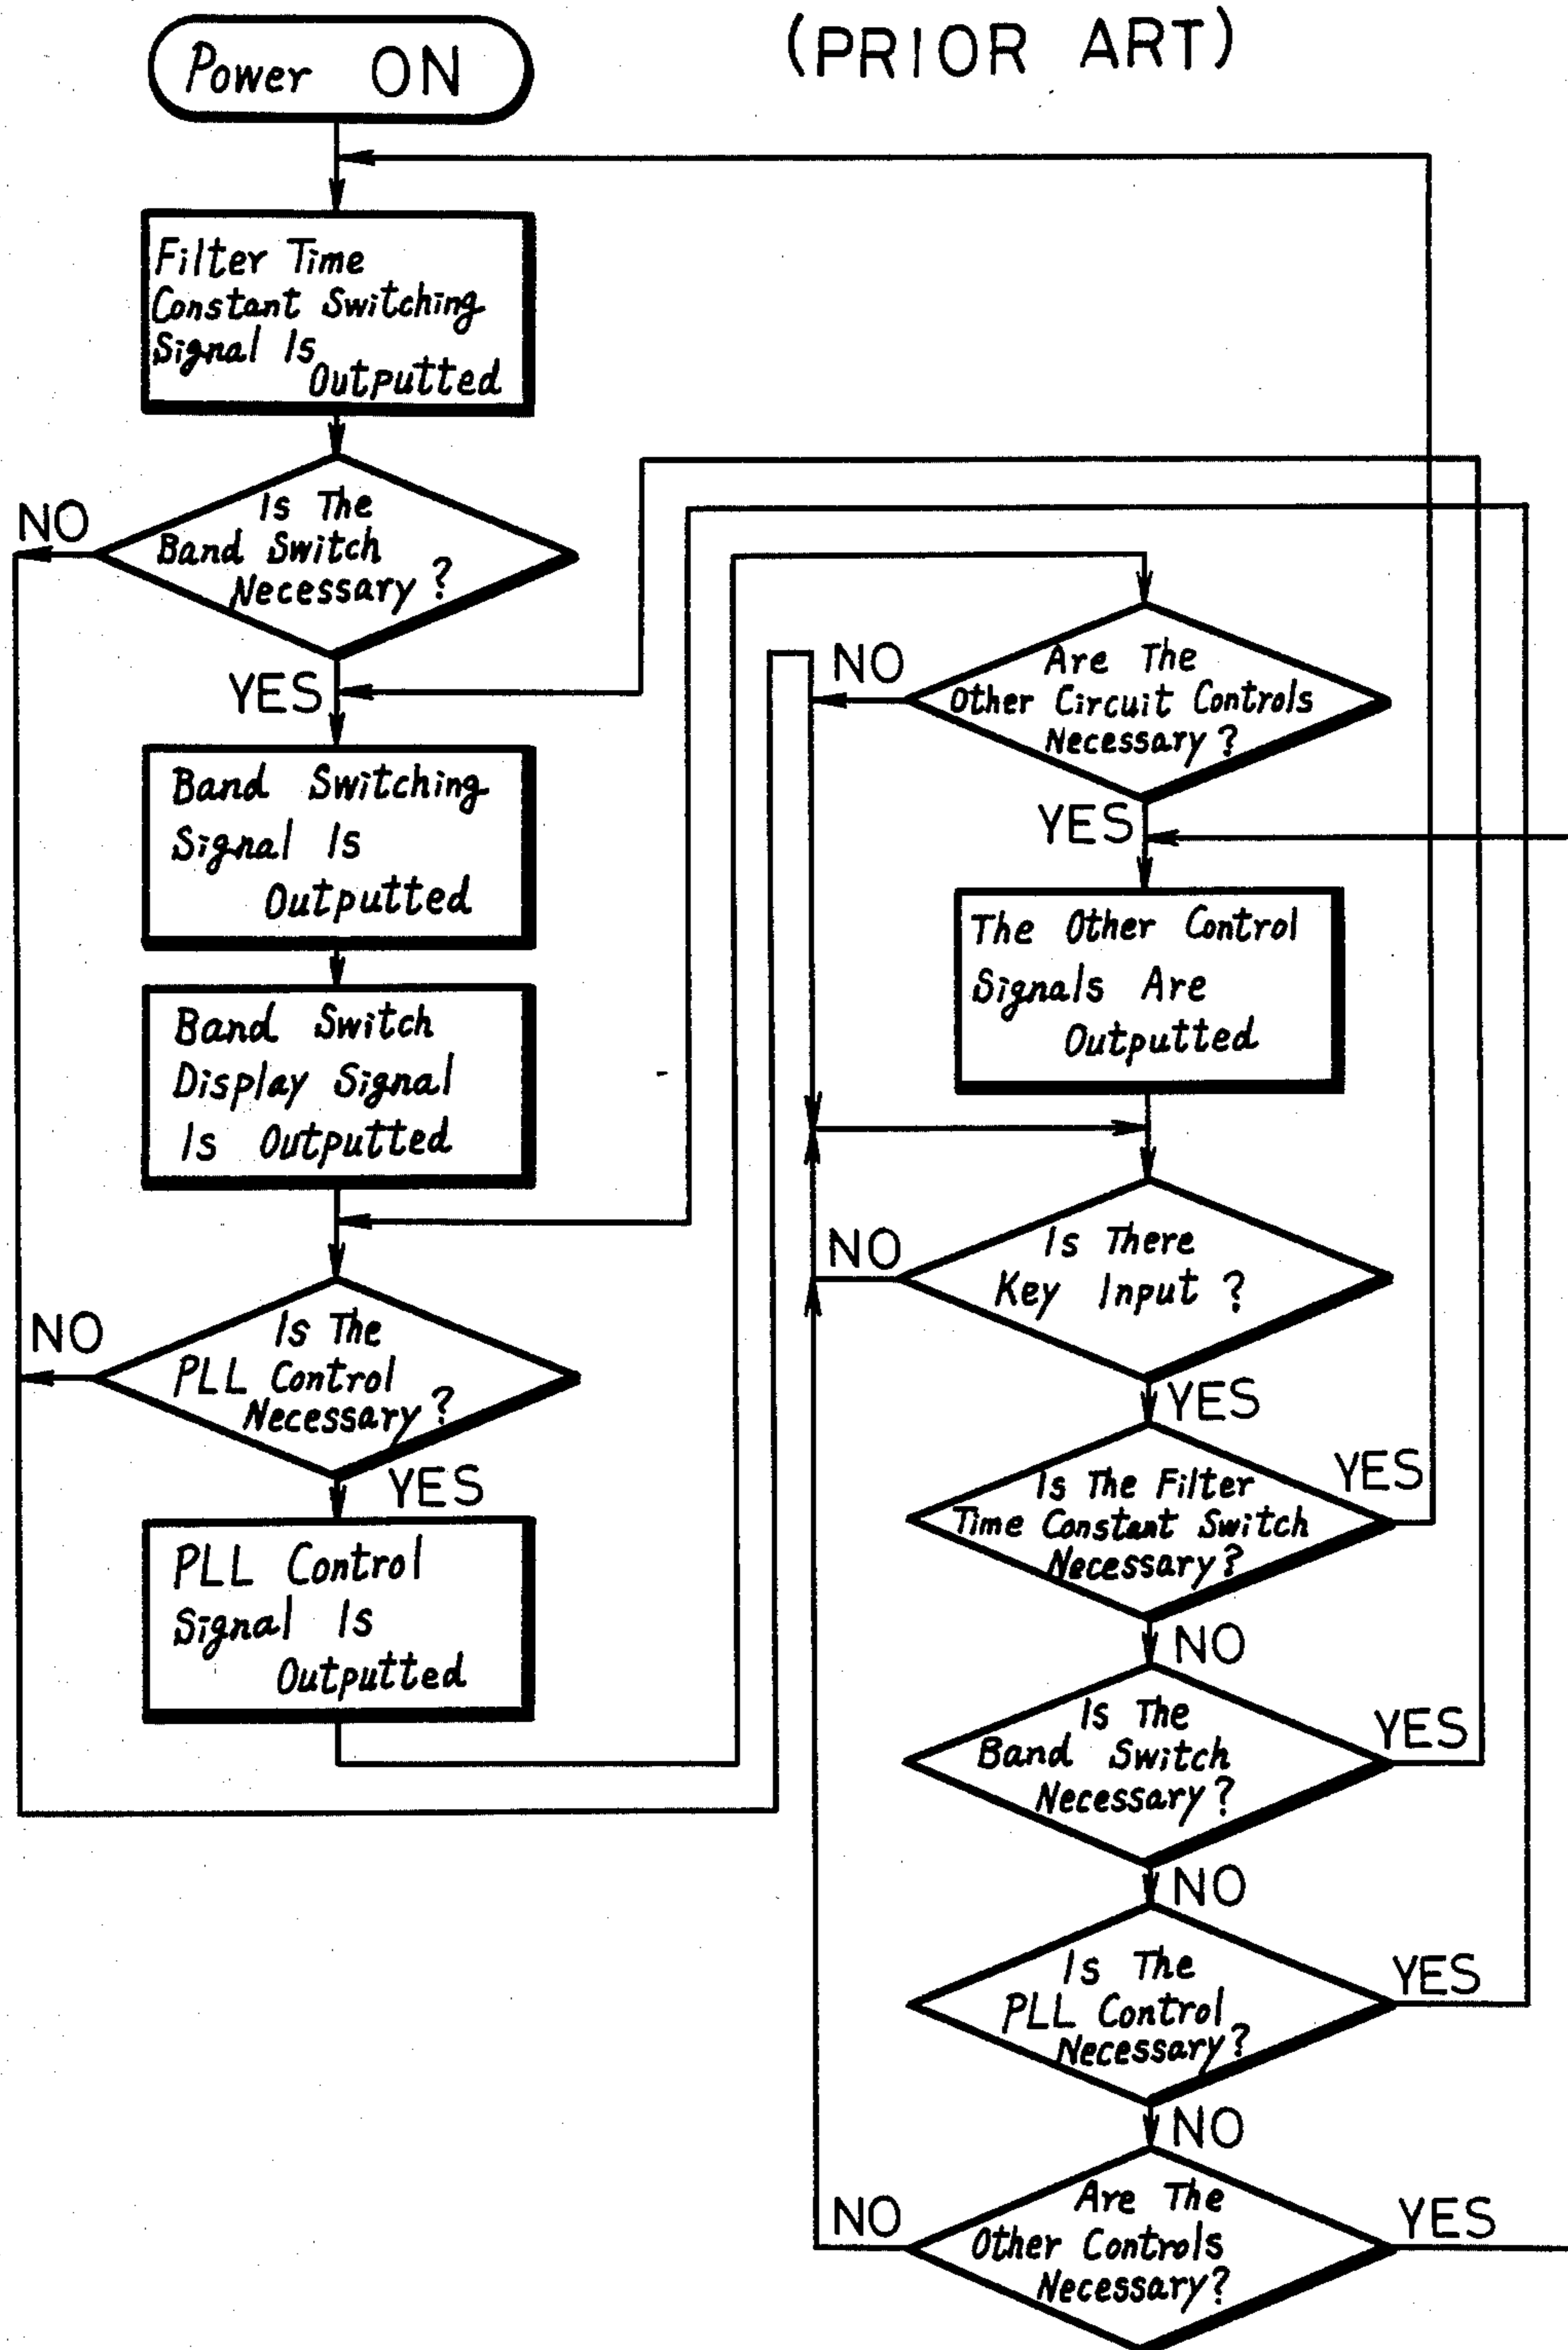 (PRIOR ART)
Power ON
Filter Time
Constant Switching
Signal Is
Outputted
Is The
Band Switch
Necessary?
NO
YES
Band Switching
Signal Is
Outputted
Band Switch
Display Signal
Is Outputted
Is The
PLL Control
Necessary?
NO
YES
PLL Control
Signal Is
Outputted
Are The
Other Circuit Controls
Necessary?
NO
YES
The Other Control
Signals Are
Outputted
Is There
Key Input?
NO
YES
Is The Filter
Time Constant Switch
Necessary?
YES
NO
Is The
Band Switch
Necessary?
YES
NO
Is The
PLL Control
Necessary?
YES
NO
Are The
Other Controls
Necessary?
NO
YES